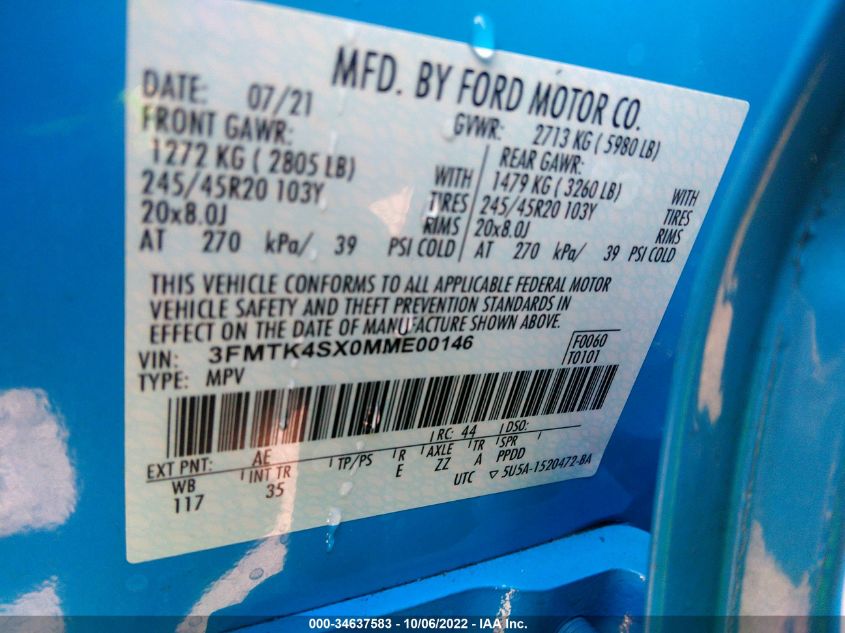 MFD. BY FORD MOTOR CO.
DATE: 07/21 GVWR: 2713 KG ( 5980 LB)
FRONT GAWR: REAR GAWR:
1272 KG ( 2805 LB) WITH 1479 KG ( 3260 LB) WITH
245/45R20 103Y TIRES 245/45R20 103Y TIRES
20x8.0J RIMS 20x8.0J RIMS
AT 270 kPa/ 39 PSI COLD AT 270 kPa/ 39 PSI COLD
THIS VEHICLE CONFORMS TO ALL APPLICABLE FEDERAL MOTOR
VEHICLE SAFETY AND THEFT PREVENTION STANDARDS IN
EFFECT ON THE DATE OF MANUFACTURE SHOWN ABOVE.
VIN: 3FMTK4SX0MME00146 F0060
TYPE: MPV T0101
EXT PNT: AE RC: 44 DSO:
WB INT TR TP/PS R AXLE TR SPR
117 35 E ZZ A PPDD
UTC ▽ 5U5A-1520472-BA
000-34637583 - 10/06/2022 - IAA Inc.